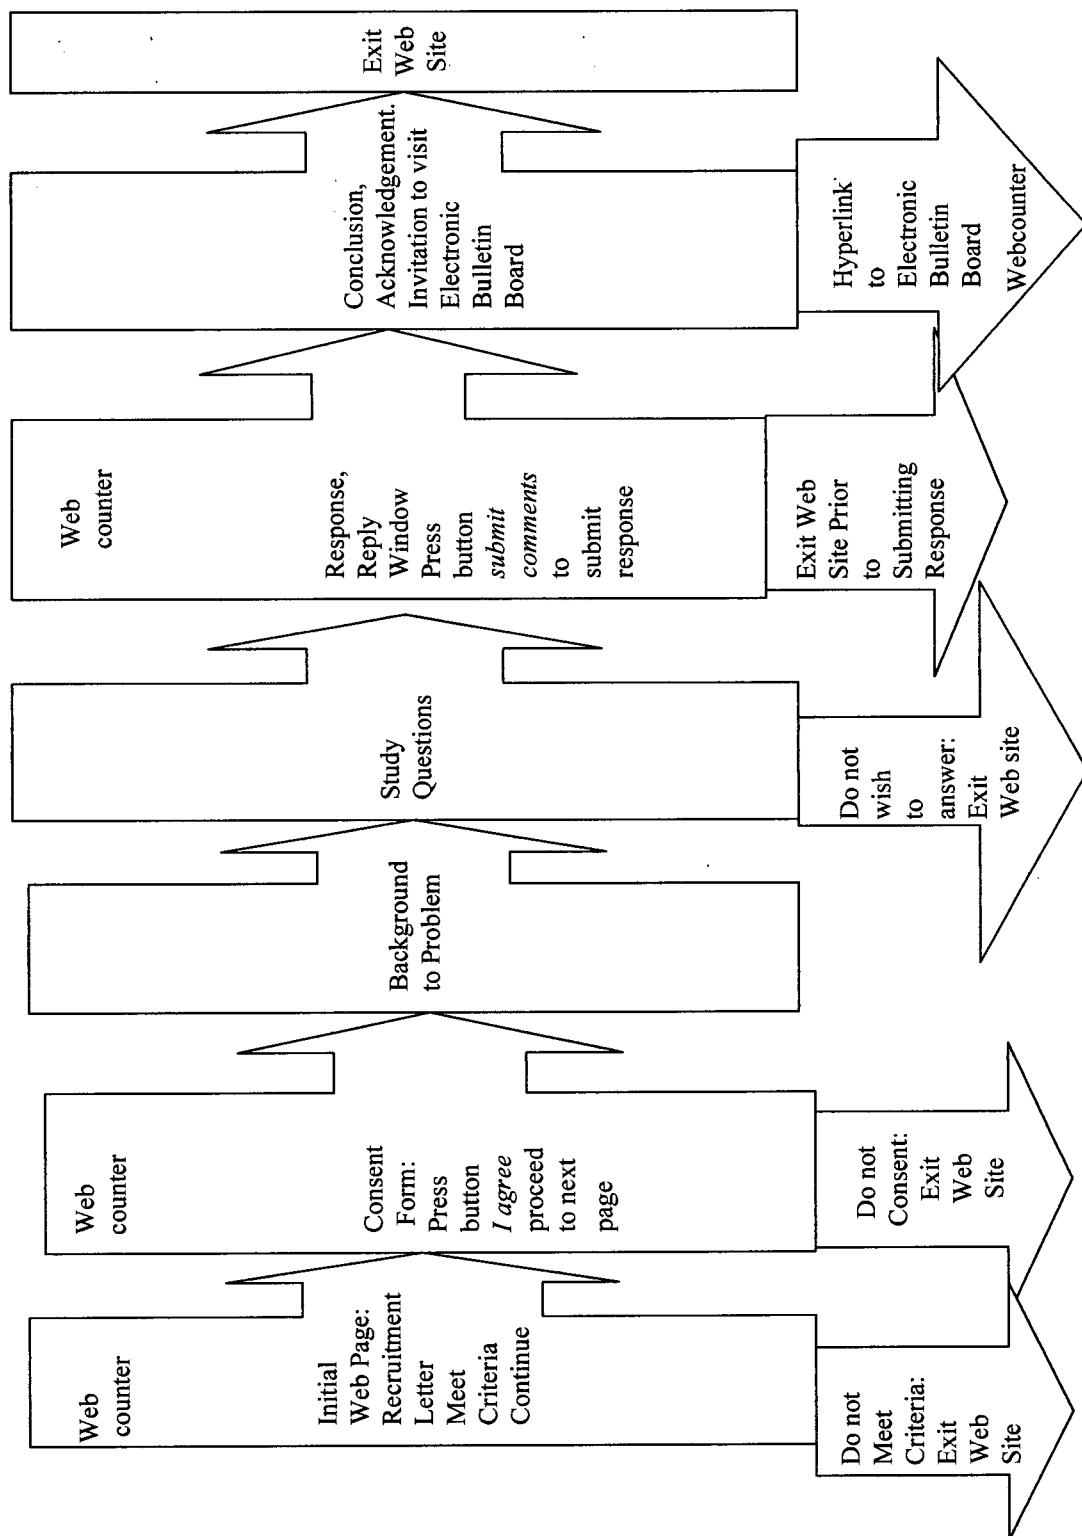 Web
counter
Initial
Web Page:
Recruitment
Letter
Meet
Criteria
Continue
Do not
Meet
Criteria:
Exit
Web
Site
Web
counter
Consent
Form:
Press
button
I agree
proceed
to next
page
Do not
Consent:
Exit
Web
Site
Background
to Problem
Study
Questions
Do not
wish
to
answer:
Exit
Web site
Web
counter
Response,
Reply
Window
Press
button
submit
comments
to
submit
response
Exit Web
Site Prior
to
Submitting
Response
Conclusion,
Acknowledgement.
Invitation to visit
Electronic
Bulletin
Board
Hyperlink
to
Electronic
Bulletin
Board
Webcounter
Exit
Web
Site